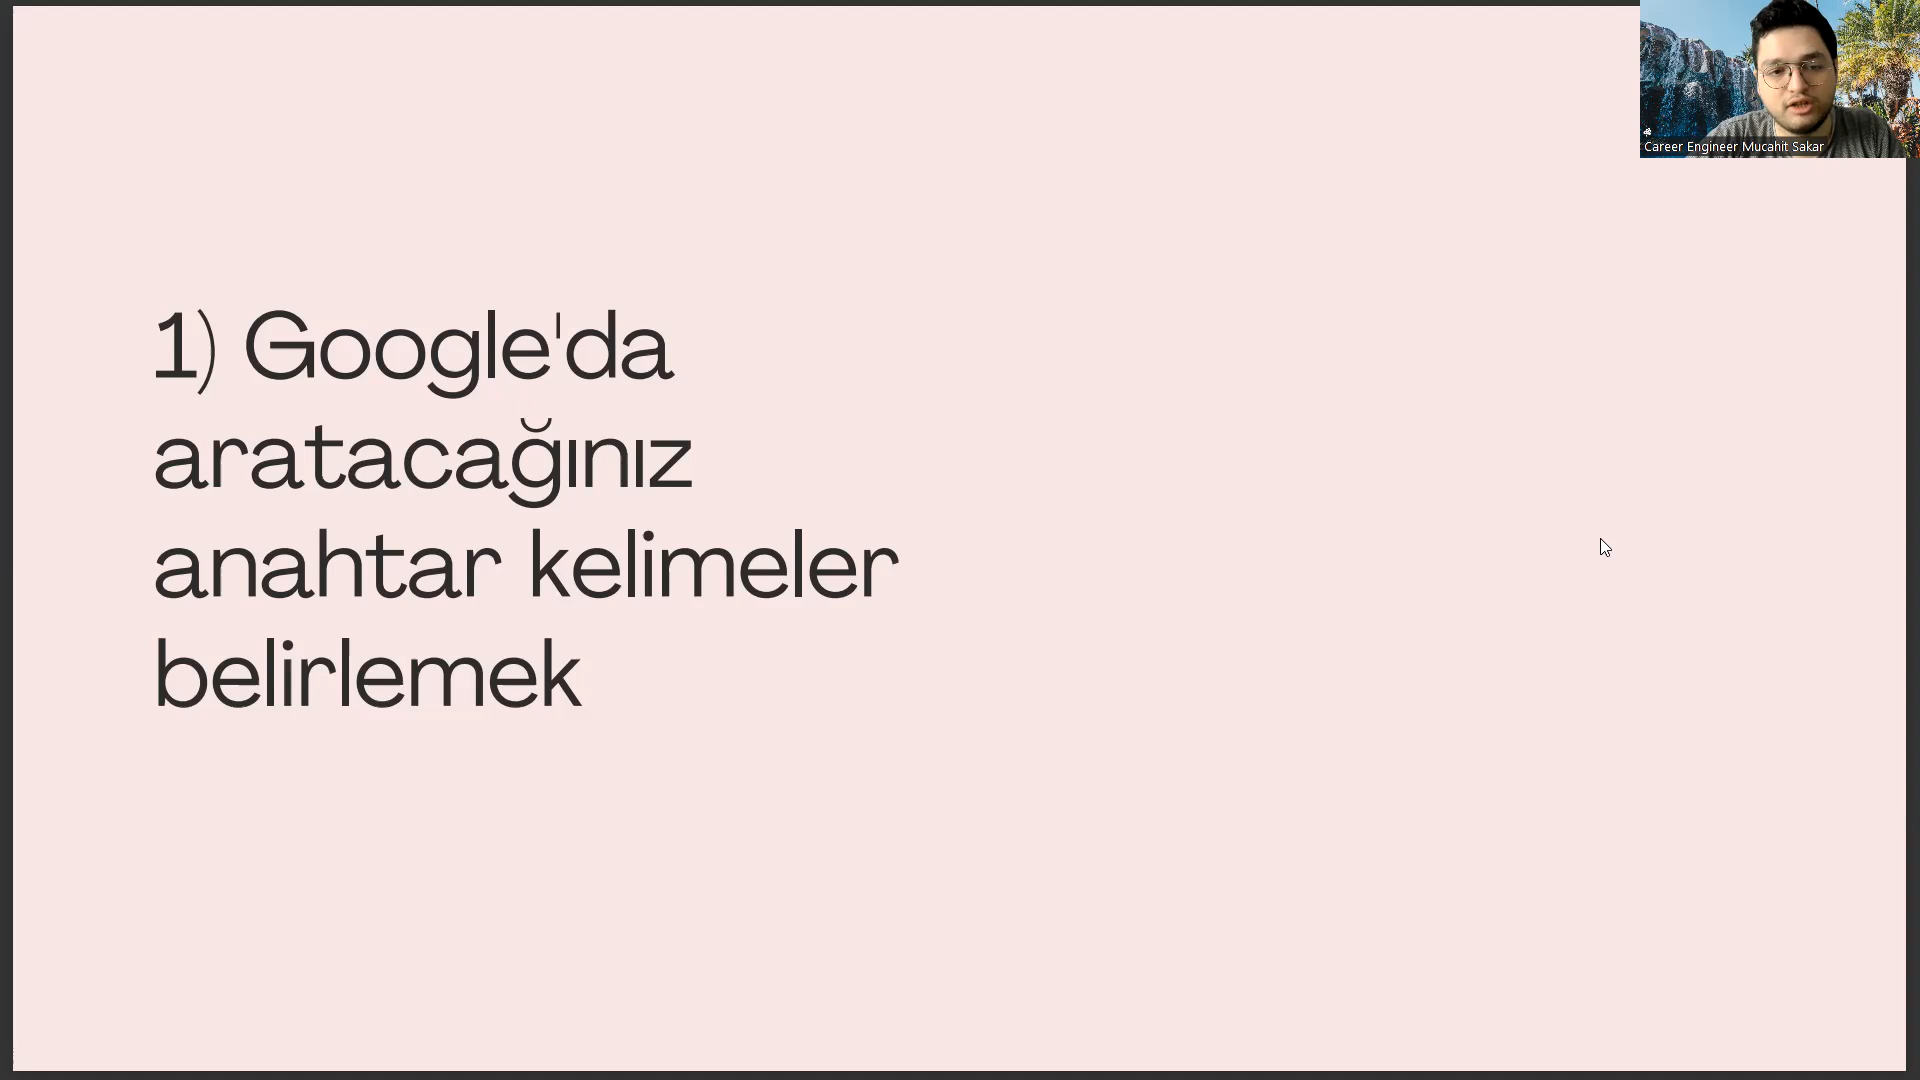 1) Google'da
aratacağınız
anahtar kelimeler
belirlemek
Career Engineer Mucahit Sakar